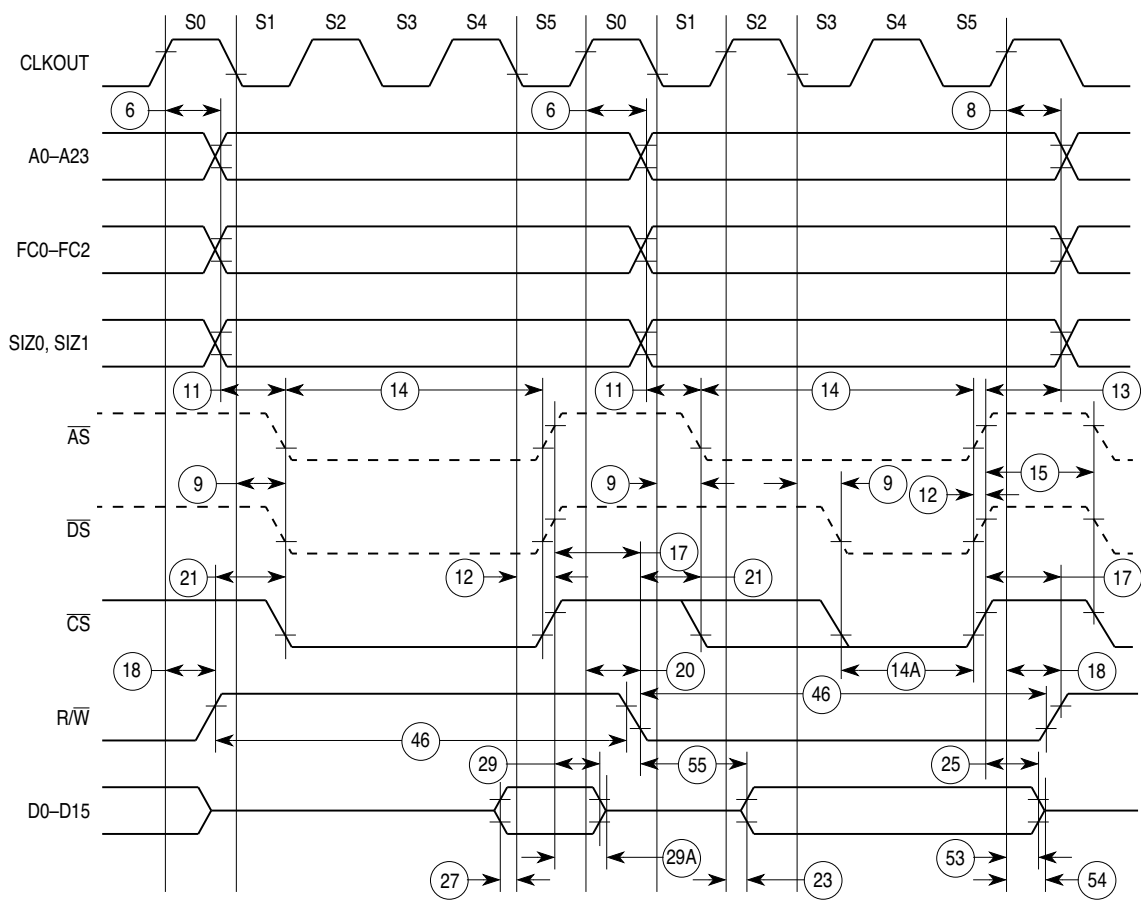 S0 S1 S2 S3 S4 S5 S0 S1 S2 S3 S4 S5
CLKOUT
6 6 8
A0–A23
FC0–FC2
SIZ0, SIZ1
11 14 11 14 13
AS
9 9 9 12 15
DS
21 12 17 21 17
CS
18 20 14A 18
46
R/W
46
29 55 25
D0–D15
27 29A 23 53 54